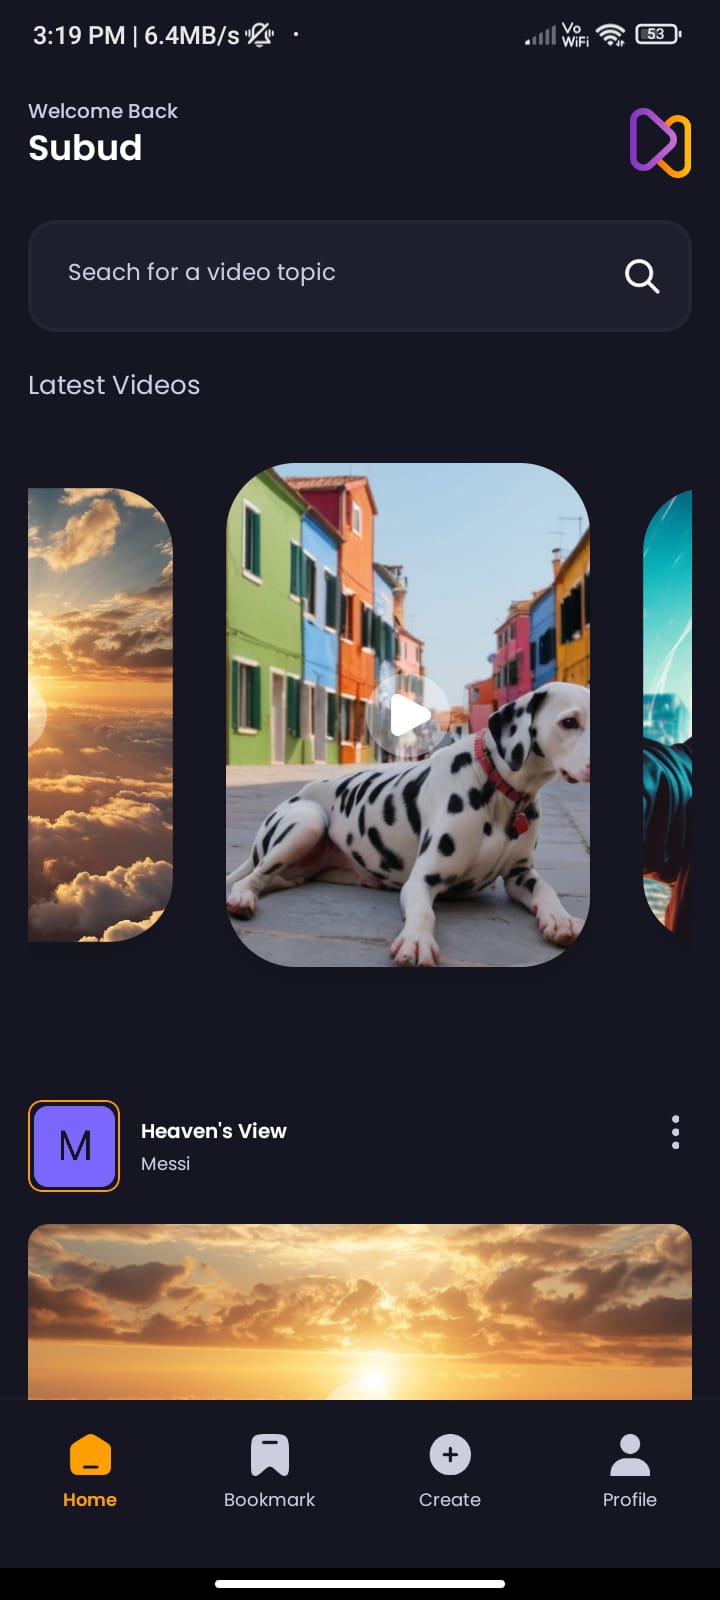 3:19 PM | 6.4MB/s
Vo
WiFi
53
Welcome Back
Subud
Seach for a video topic
Latest Videos
M
Heaven's View
Messi
Home
Bookmark
Create
Profile